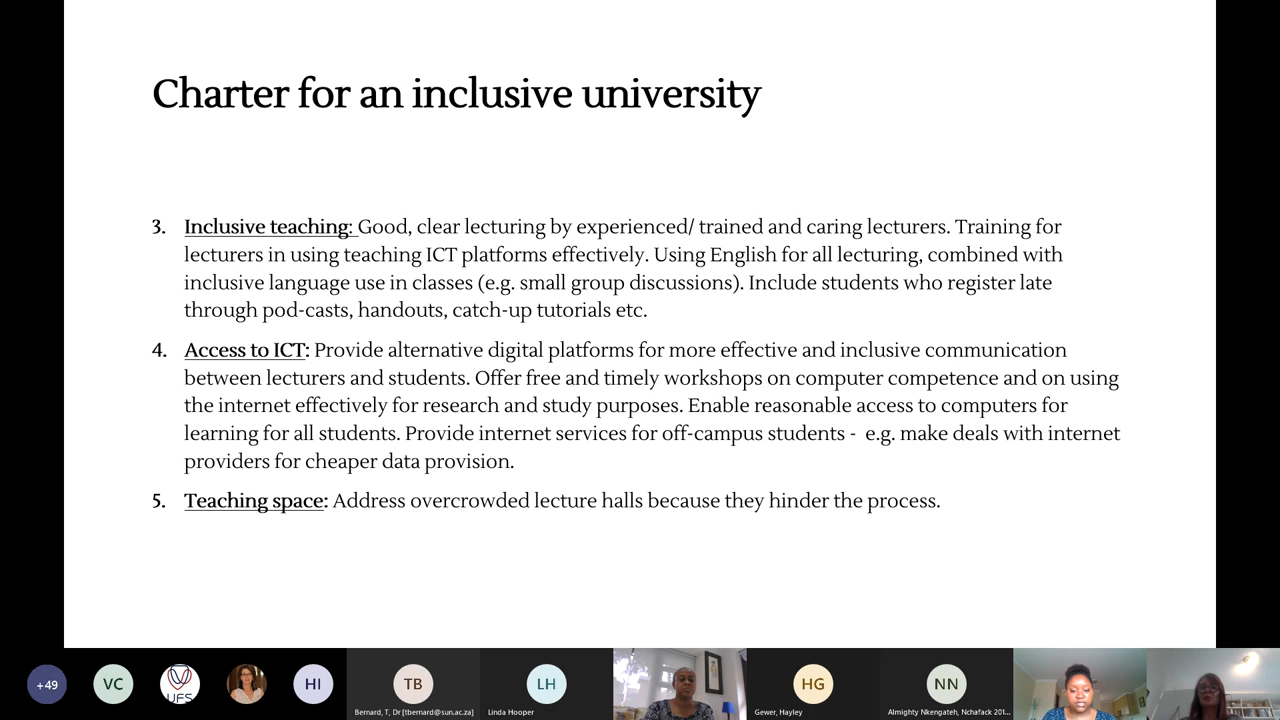 Charter for an inclusive university
3. Inclusive teaching: Good, clear lecturing by experienced/ trained and caring lecturers. Training for
lecturers in using teaching ICT platforms effectively. Using English for all lecturing, combined with
inclusive language use in classes (e.g. small group discussions). Include students who register late
through pod-casts, handouts, catch-up tutorials etc.
4. Access to ICT: Provide alternative digital platforms for more effective and inclusive communication
between lecturers and students. Offer free and timely workshops on computer competence and on using
the internet effectively for research and study purposes. Enable reasonable access to computers for
learning for all students. Provide internet services for off-campus students - e.g. make deals with internet
providers for cheaper data provision.
5. Teaching space: Address overcrowded lecture halls because they hinder the process.
+49 VC UFS HI TB LH HG NN
Bernard, T, Dr [tbernard@sun.ac.za] Linda Hooper Gewer, Hayley Almighty Nkengateh, Nchafack 201...